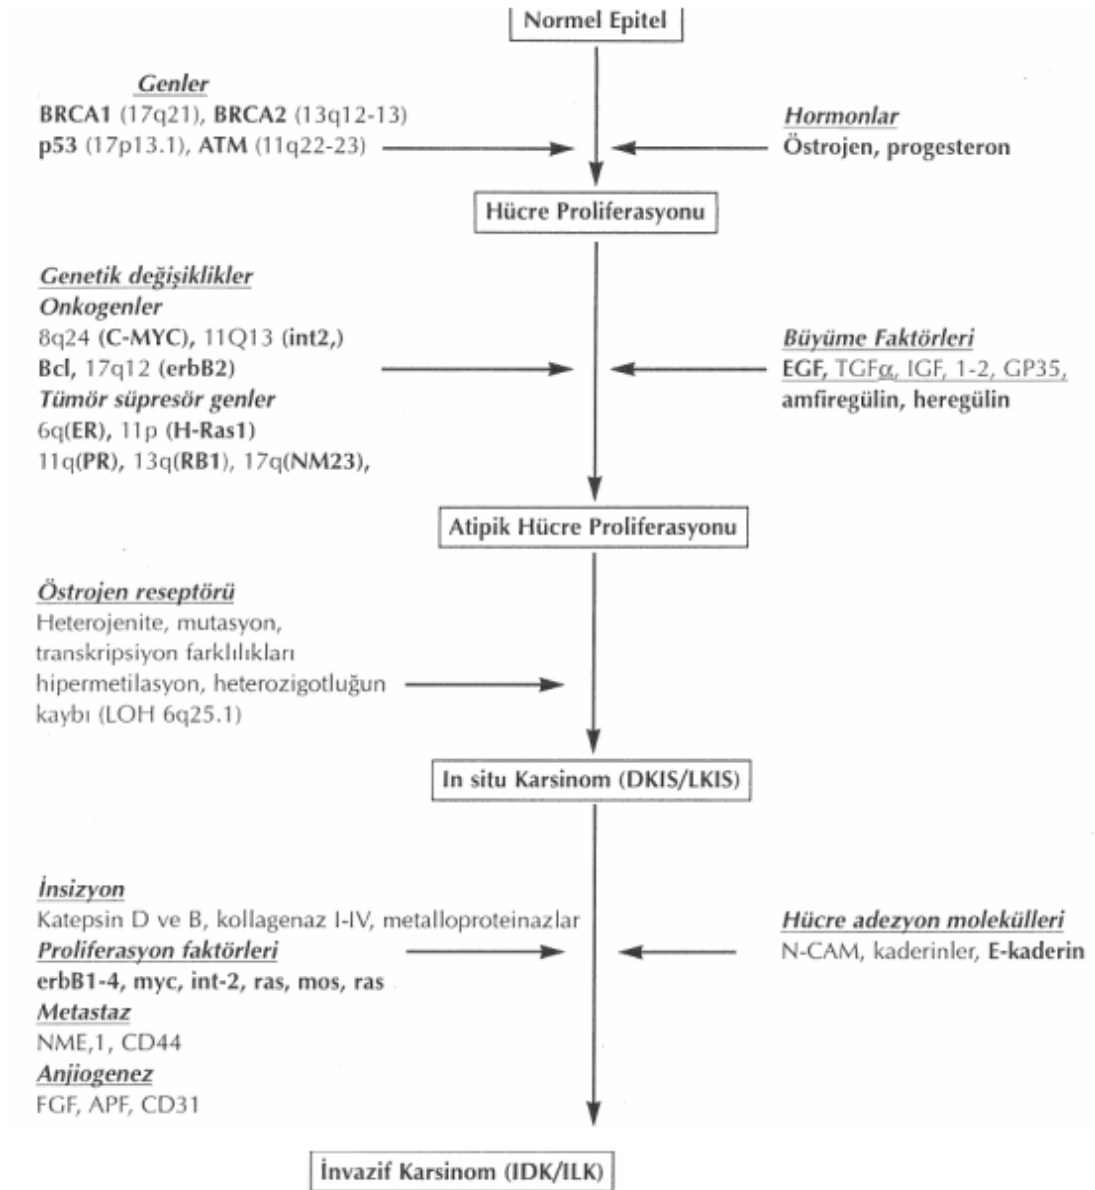 Normel Epitel
Genler
BRCA1 (17q21), BRCA2 (13q12-13)
p53 (17p13.1), ATM (11q22-23)
Hormonlar
Östrojen, progesteron
Hücre Proliferasyonu
Genetik değişiklikler
Onkogenler
8q24 (C-MYC), 11Q13 (int2,)
Bcl, 17q12 (erbB2)
Tümör süpresör genler
6q(ER), 11p (H-Ras1)
11q(PR), 13q(RB1), 17q(NM23),
Büyüme Faktörleri
EGF, TGFα, IGF, 1-2, GP35,
amfiregülin, heregülin
Atipik Hücre Proliferasyonu
Östrojen reseptörü
Heterojenite, mutasyon,
transkripsiyon farklılıkları
hipermetilasyon, heterozigotluğun
kaybı (LOH 6q25.1)
In situ Karsinom (DKIS/LKIS)
İnsizyon
Katepsin D ve B, kollagenaz I-IV, metalloproteinazlar
Proliferasyon faktörleri
erbB1-4, myc, int-2, ras, mos, ras
Metastaz
NME,1, CD44
Anjiogenez
FGF, APF, CD31
Hücre adezyon molekülleri
N-CAM, kaderinler, E-kaderin
İnvazif Karsinom (IDK/ILK)